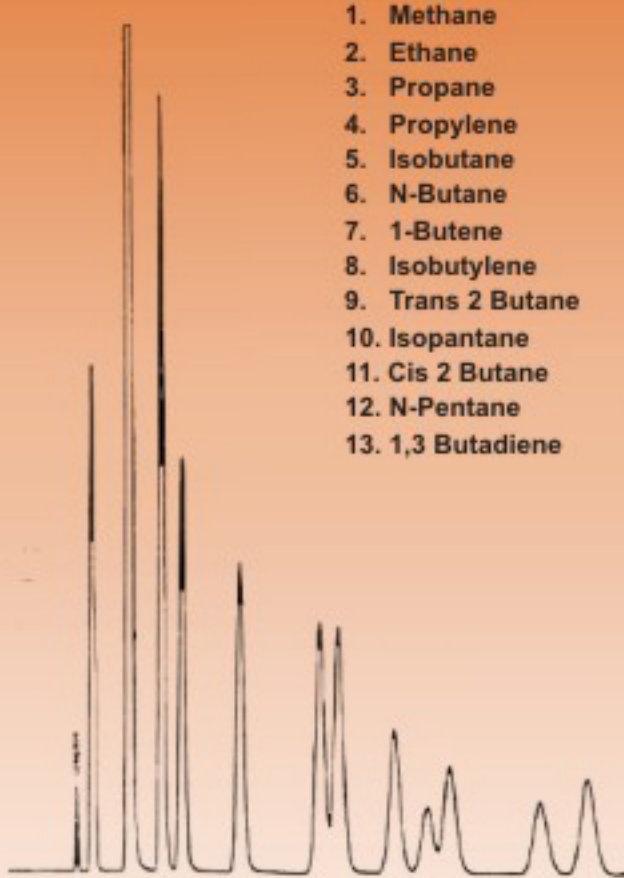 1. Methane
2. Ethane
3. Propane
4. Propylene
5. Isobutane
6. N-Butane
7. 1-Butene
8. Isobutylene
9. Trans 2 Butane
10. Isopantane
11. Cis 2 Butane
12. N-Pentane
13. 1,3 Butadiene